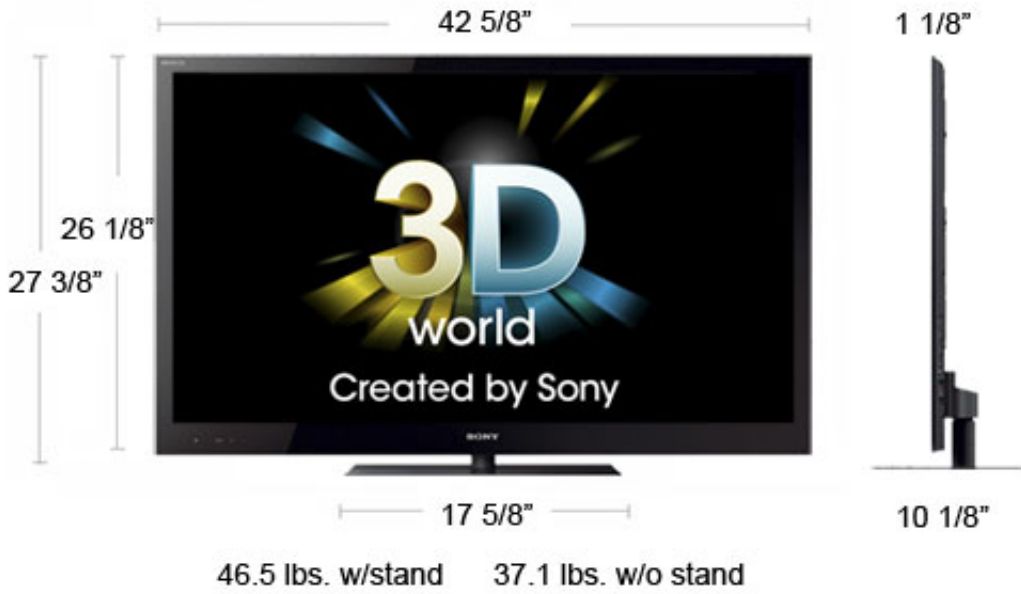 42 5/8”
1 1/8”
26 1/8”
27 3/8”
3D
world
Created by Sony
SONY
17 5/8”
10 1/8”
46.5 lbs. w/stand
37.1 lbs. w/o stand